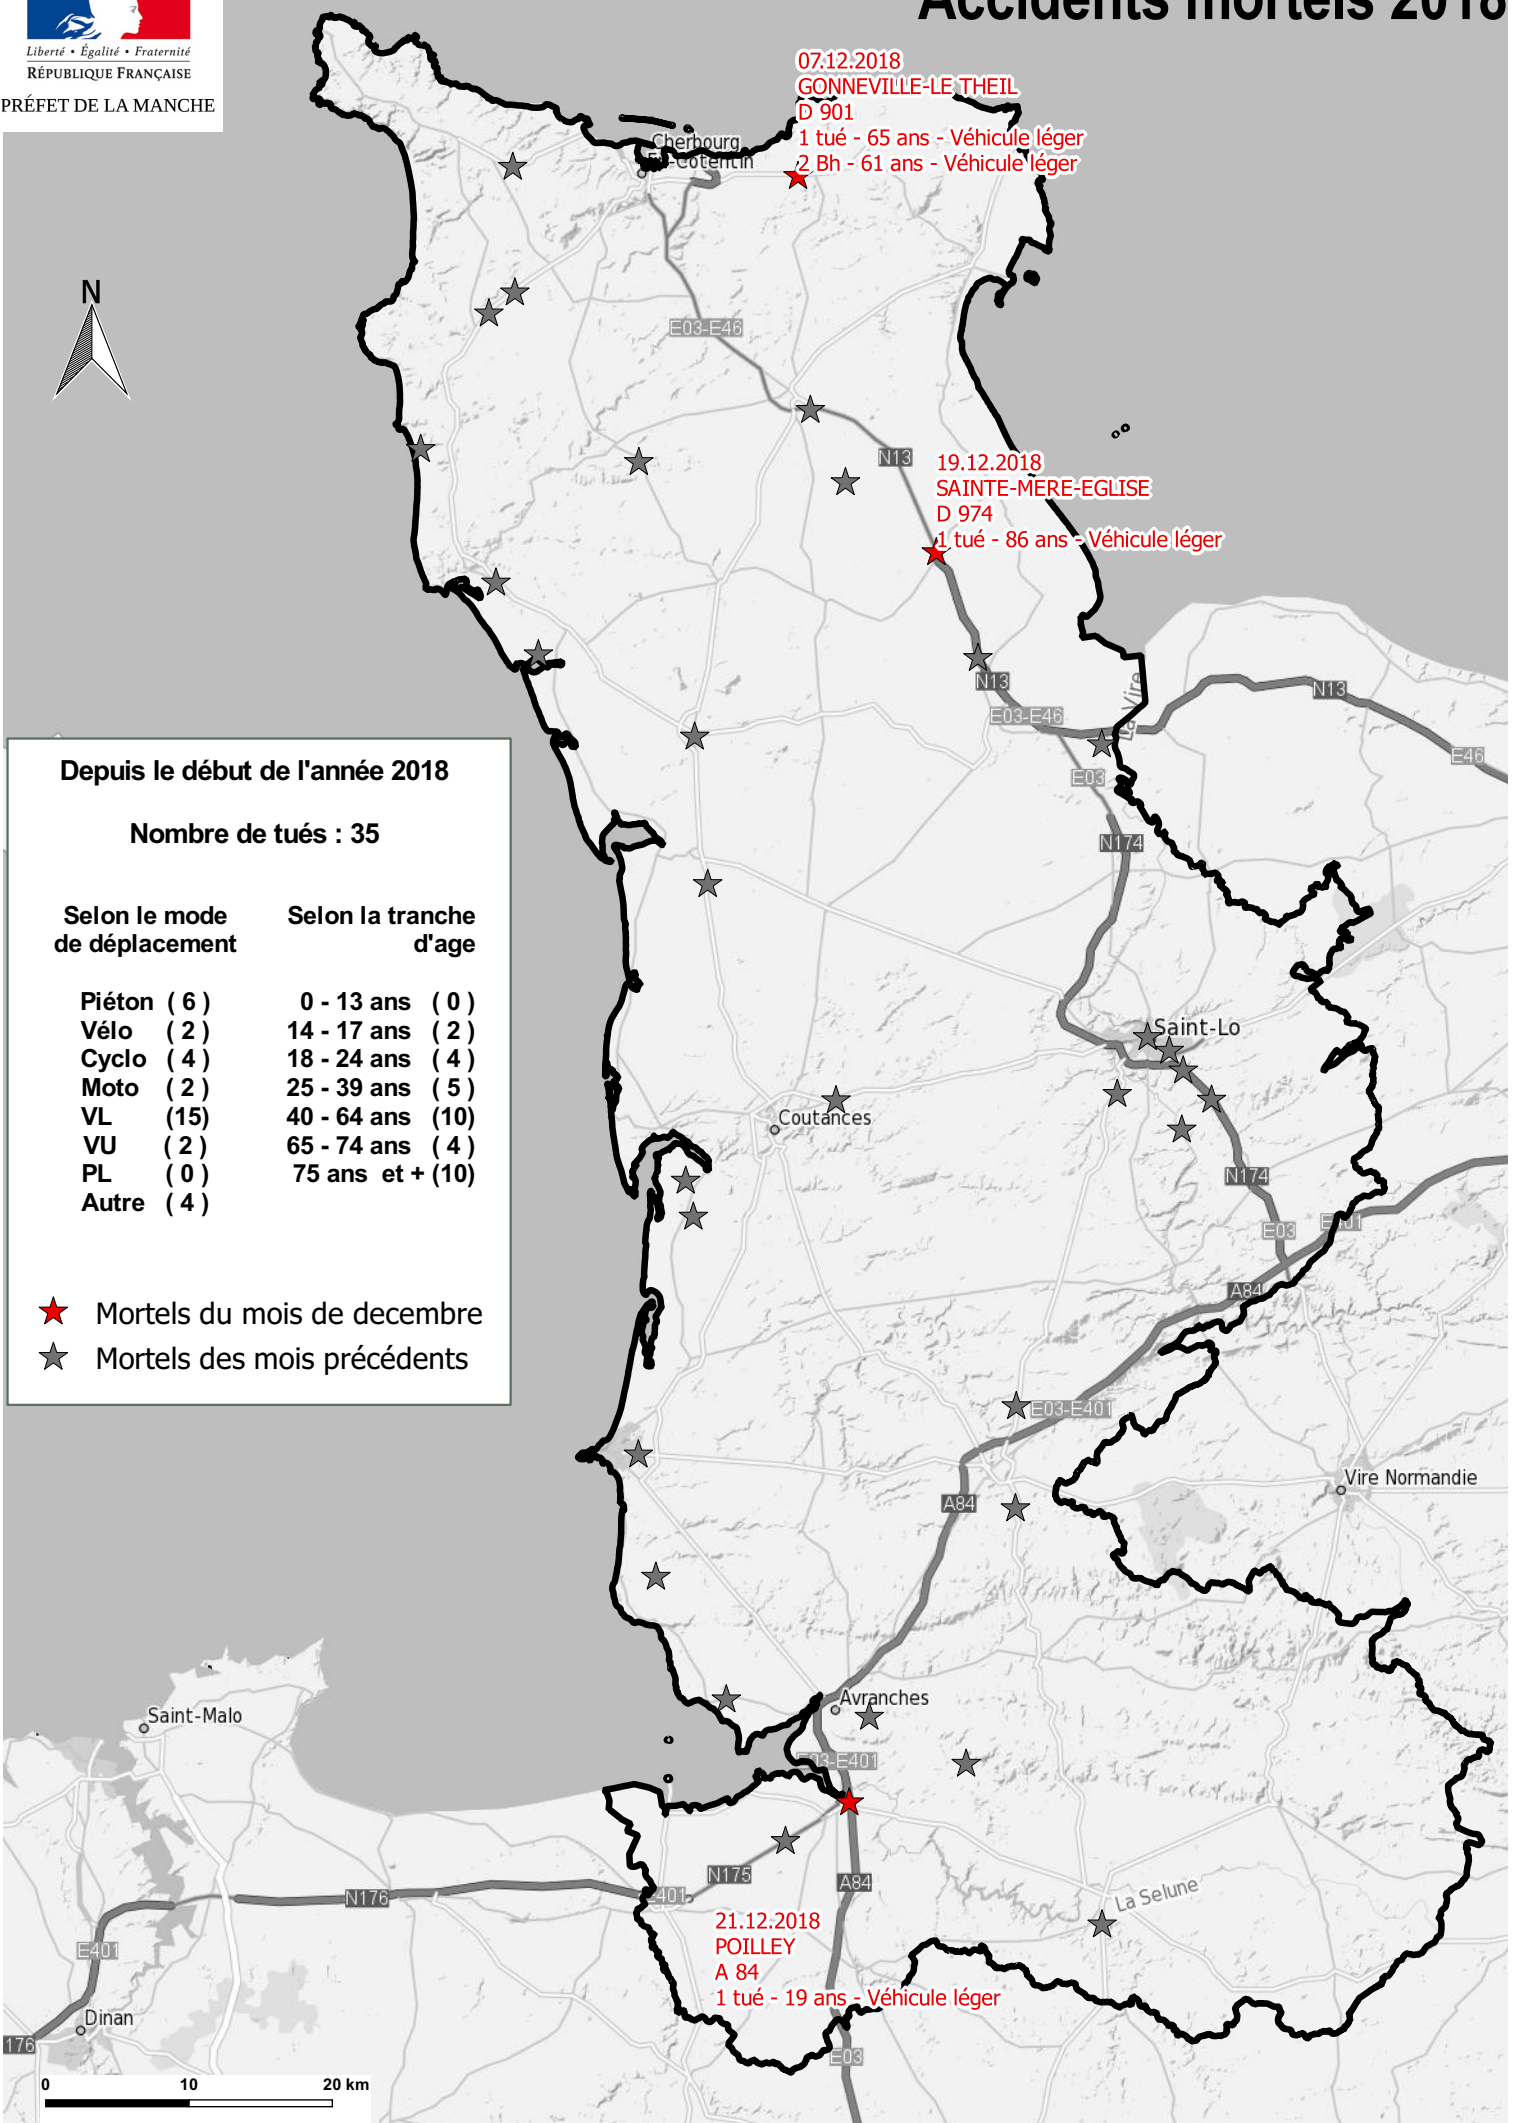 Accidents mortels 2018
Liberté • Égalité • Fraternité
RÉPUBLIQUE FRANÇAISE
PRÉFET DE LA MANCHE
07.12.2018
GONNEVILLE-LE THEIL
D 901
1 tué - 65 ans - Véhicule léger
2 Bh - 61 ans - Véhicule léger
Cherbourg
En-Cotentin
N
E03-E46
N13
19.12.2018
SAINTE-MERE-EGLISE
D 974
1 tué - 86 ans - Véhicule léger
N13
E03-E46
La Vire
N13
E46
E03
N174
Depuis le début de l'année 2018
Nombre de tués : 35
Selon le mode
de déplacement
Piéton ( 6 )
Vélo ( 2 )
Cyclo ( 4 )
Moto ( 2 )
VL (15)
VU ( 2 )
PL ( 0 )
Autre ( 4 )
Selon la tranche
d'age
0 - 13 ans ( 0 )
14 - 17 ans ( 2 )
18 - 24 ans ( 4 )
25 - 39 ans ( 5 )
40 - 64 ans (10)
65 - 74 ans ( 4 )
75 ans et + (10)
Mortels du mois de decembre
Mortels des mois précédents
Saint-Lo
Coutances
N174
E03
E401
A84
E03-E401
Vire Normandie
A84
Avranches
Saint-Malo
E03-E401
N175
A84
E401
N176
La Selune
21.12.2018
POILLEY
A 84
1 tué - 19 ans - Véhicule léger
E401
Dinan
176
E03
0 10 20 km